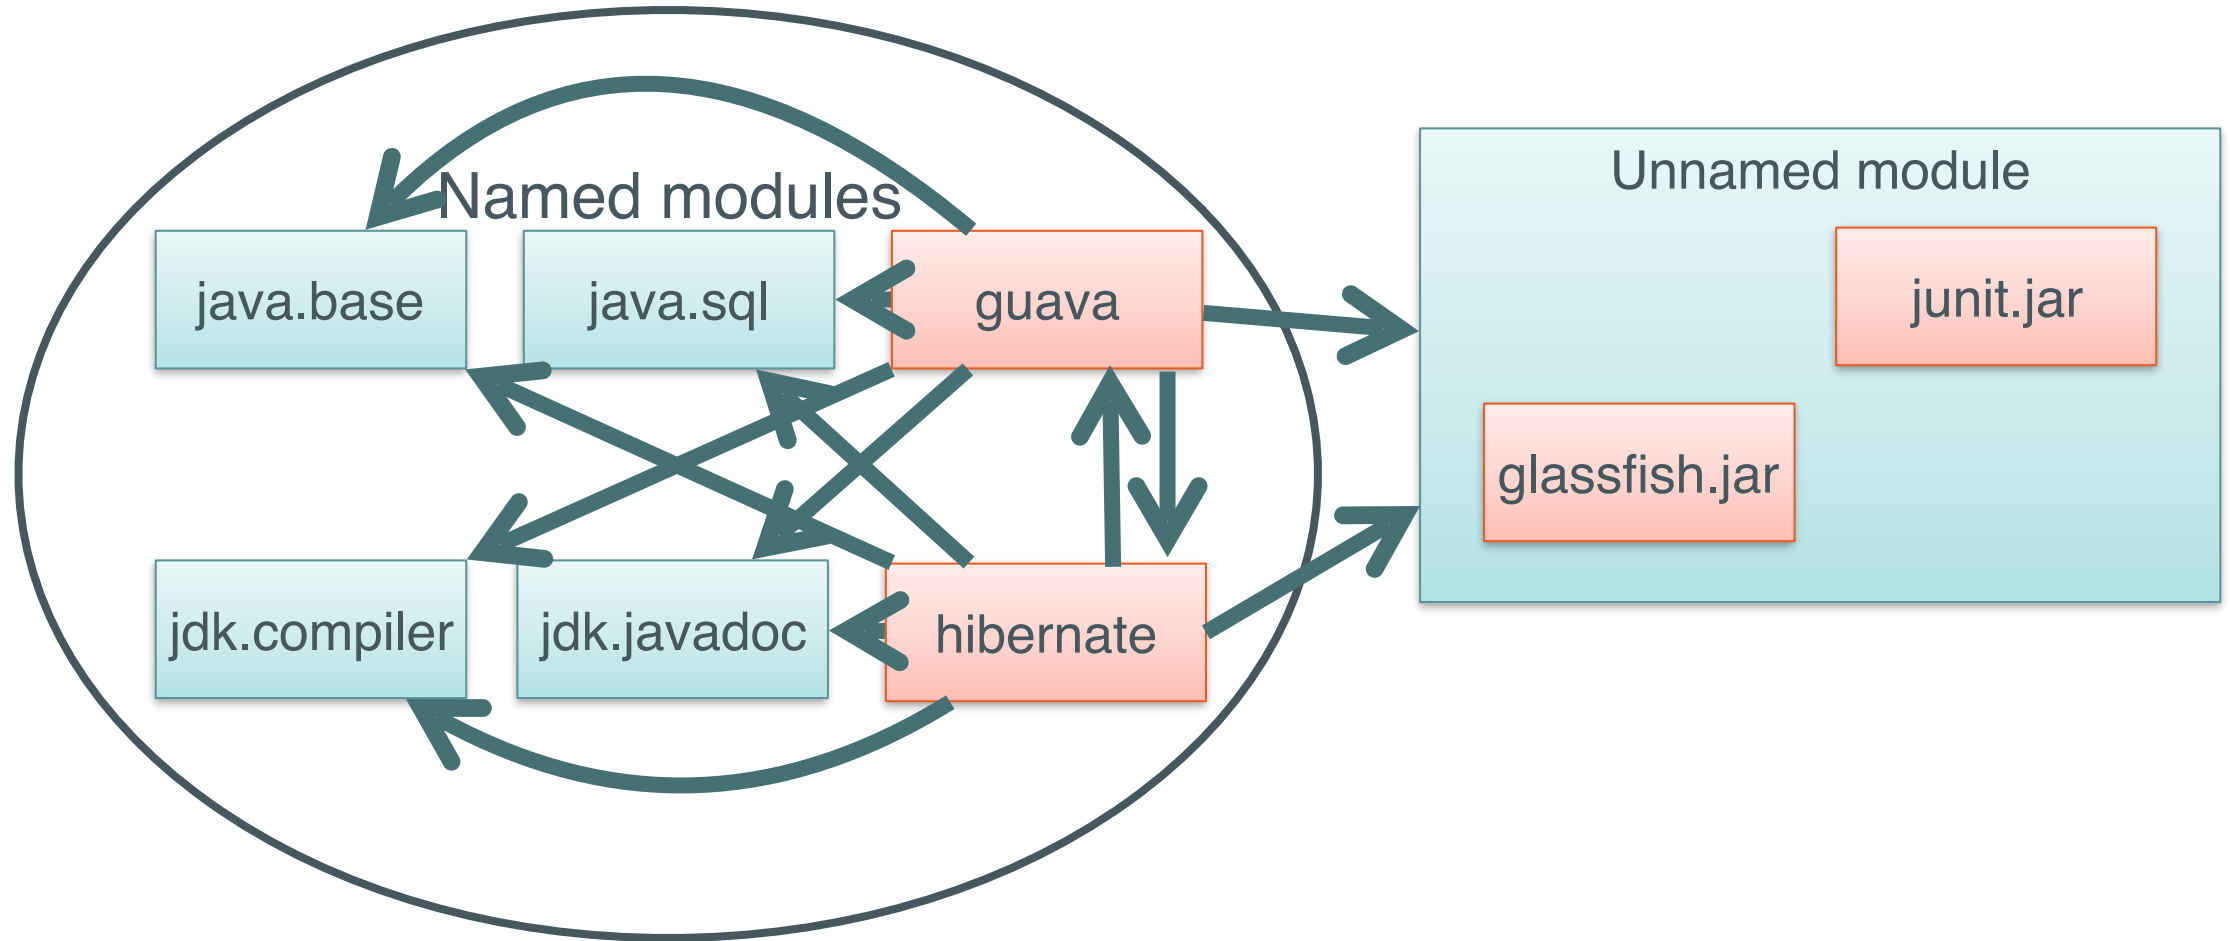 Named modules
java.base
java.sql
guava
jdk.compiler
jdk.javadoc
hibernate
Unnamed module
junit.jar
glassfish.jar